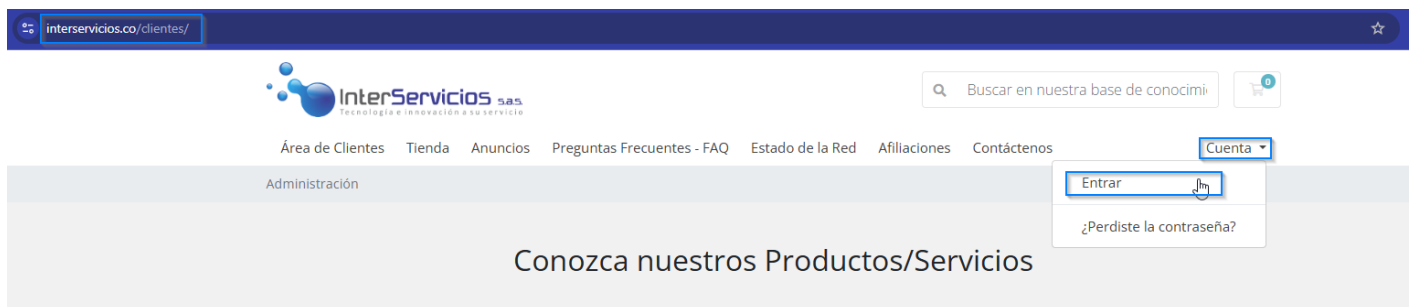 interservicios.co/clientes/
InterServicios S.A.S.
Tecnología e innovación a su servicio
Buscar en nuestra base de conocimi
0
Área de Clientes Tienda Anuncios Preguntas Frecuentes - FAQ Estado de la Red Afiliaciones Contáctenos Cuenta
Administración
Entrar
¿Perdiste la contraseña?
Conozca nuestros Productos/Servicios